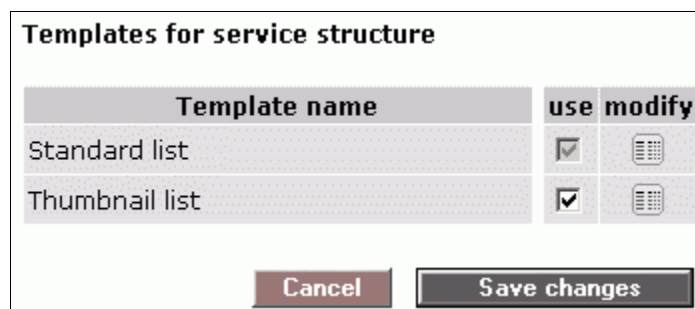 Templates for service structure
Template name use modify
Standard list
Thumbnail list
Cancel Save changes